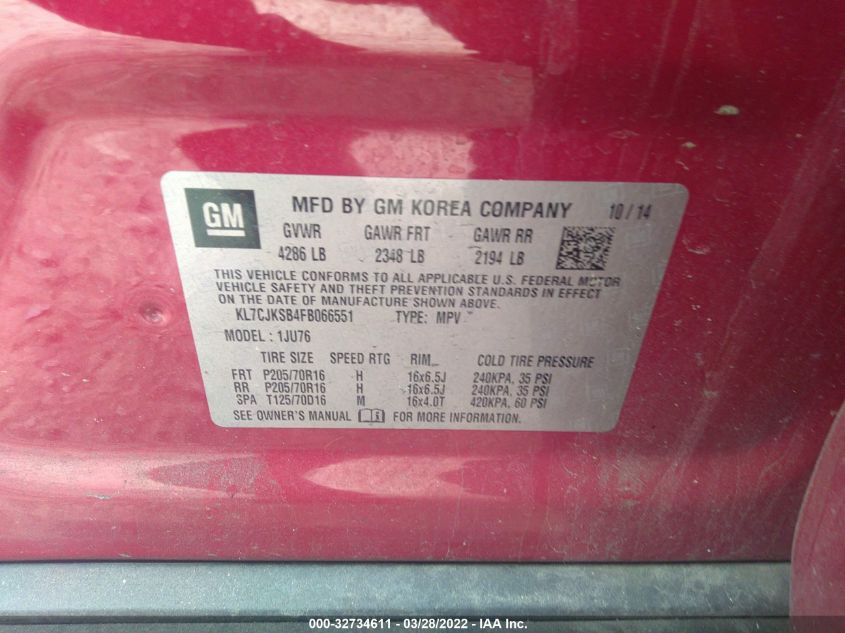 GM
MFD BY GM KOREA COMPANY 10 / 14
GVWR GAWR FRT GAWR RR
4286 LB 2348 LB 2194 LB
THIS VEHICLE CONFORMS TO ALL APPLICABLE U.S. FEDERAL MOTOR
VEHICLE SAFETY AND THEFT PREVENTION STANDARDS IN EFFECT
ON THE DATE OF MANUFACTURE SHOWN ABOVE.
KL7CJKSB4FB066551 TYPE: MPV
MODEL : 1JU76
TIRE SIZE SPEED RTG RIM COLD TIRE PRESSURE
FRT P205/70R16 H 16x6.5J 240KPA, 35 PSI
RR P205/70R16 H 16x6.5J 240KPA, 35 PSI
SPA T125/70D16 M 16x4.0T 420KPA, 60 PSI
SEE OWNER'S MANUAL FOR MORE INFORMATION.
000-32734611 - 03/28/2022 - IAA Inc.